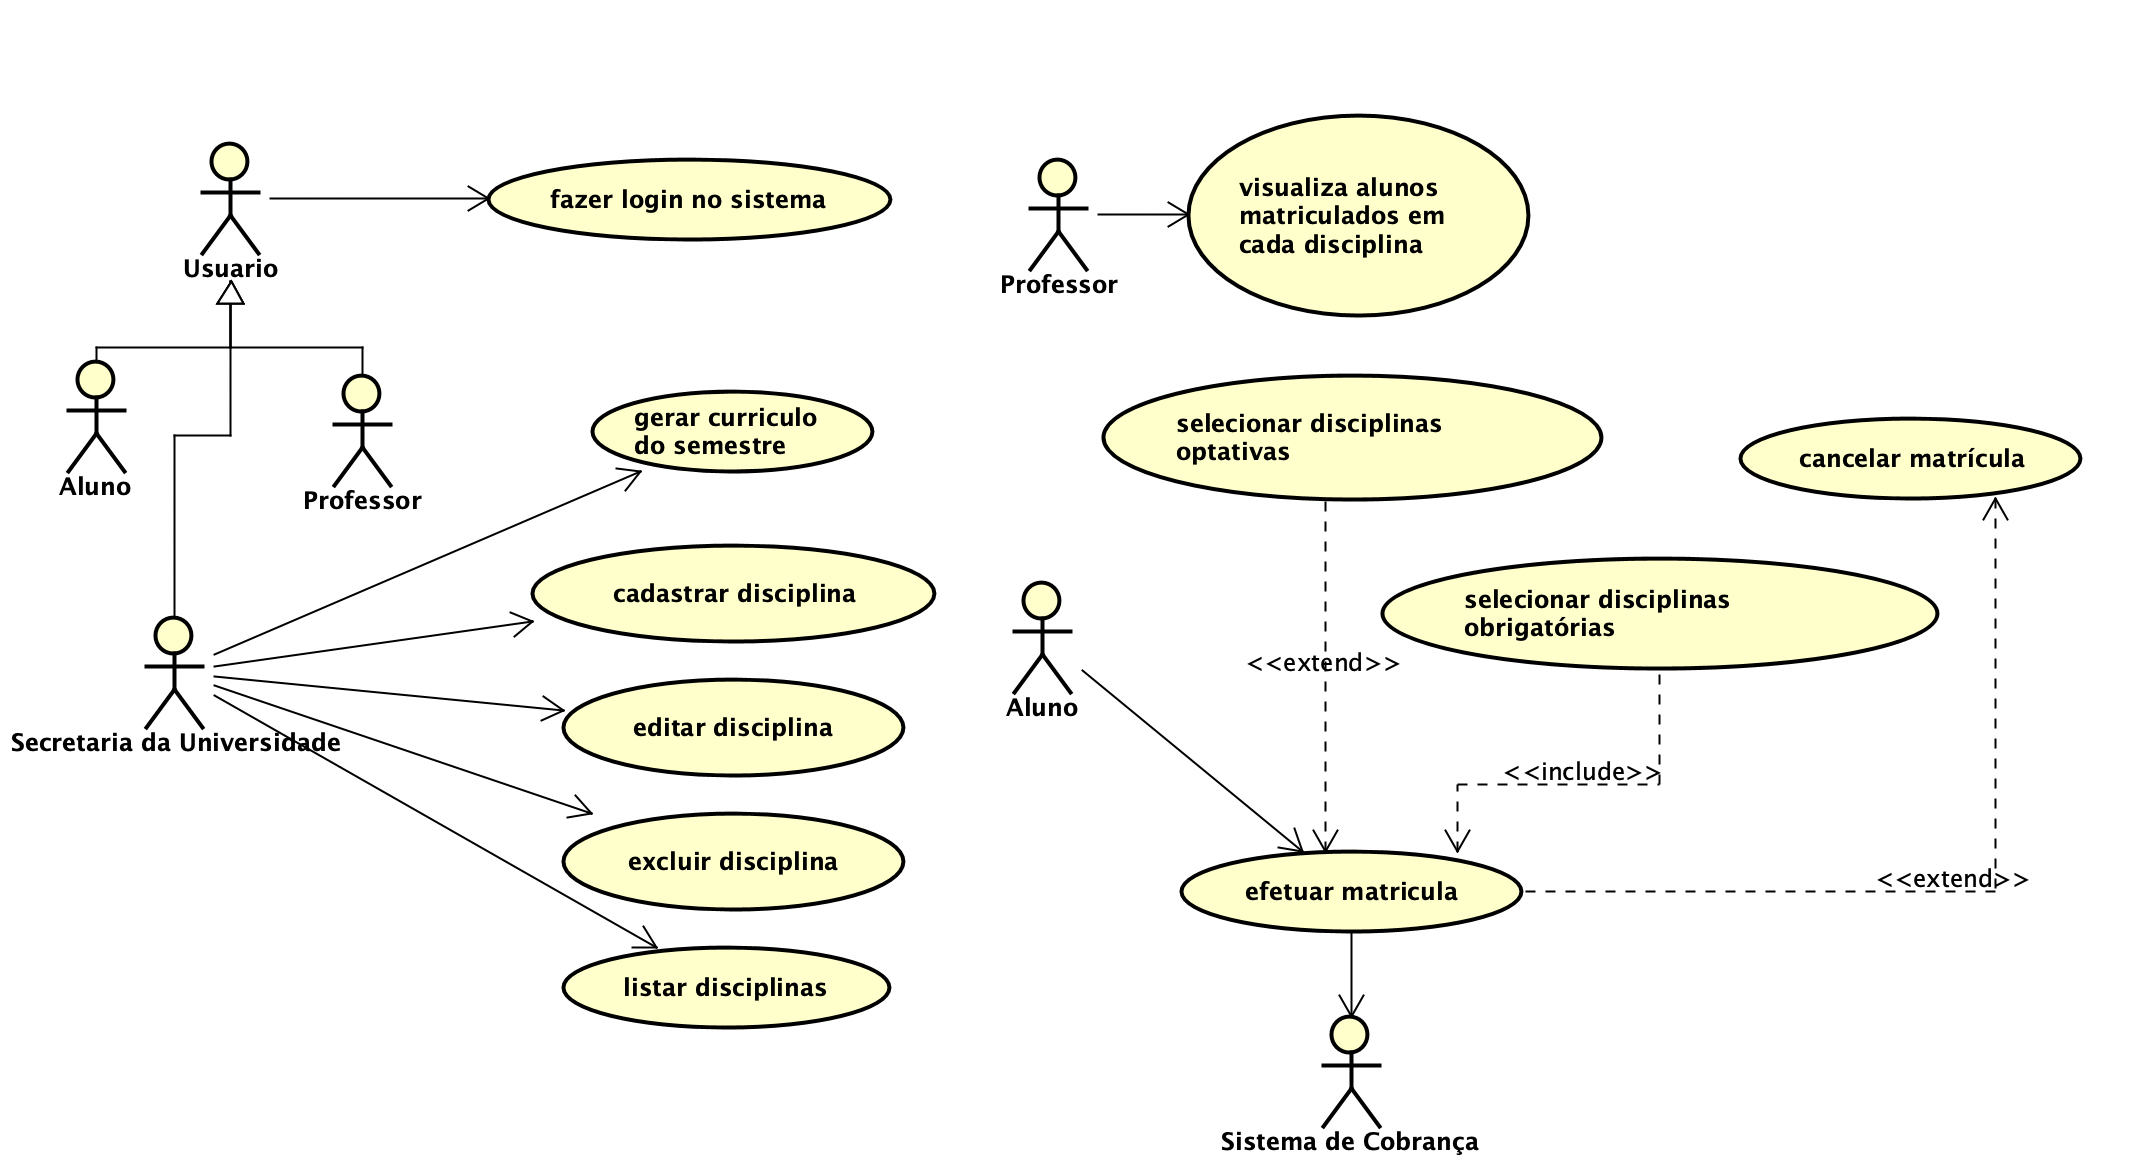 fazer login no sistema
Usuario
Aluno
Professor
gerar curriculo
do semestre
cadastrar disciplina
editar disciplina
Secretaria da Universidade
excluir disciplina
listar disciplinas
visualiza alunos
matriculados em
cada disciplina
Professor
selecionar disciplinas
optativas
cancelar matrícula
selecionar disciplinas
obrigatórias
<<extend>>
Aluno
<<include>>
<<extend>>
efetuar matricula
Sistema de Cobrança